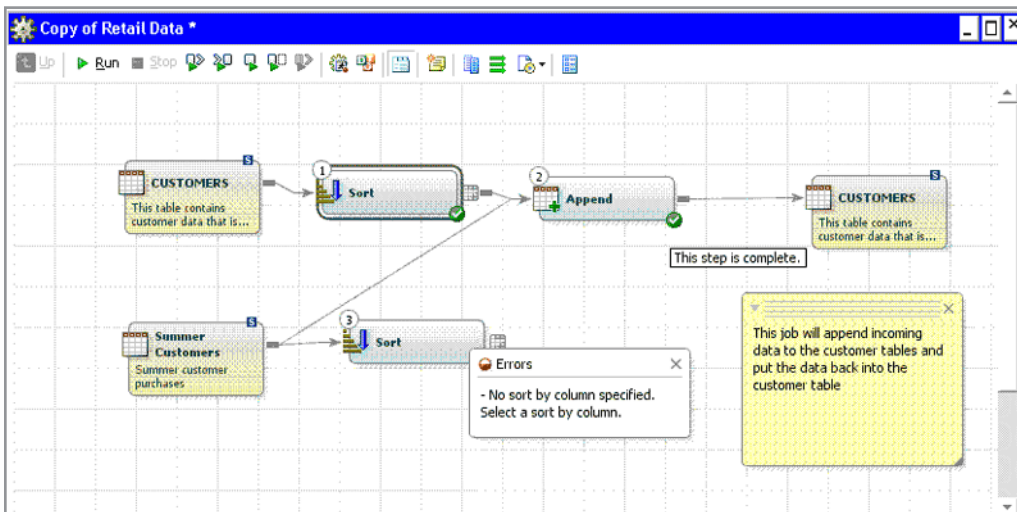 Copy of Retail Data *
Up Run Stop
1
CUSTOMERS
This table contains
customer data that is...
S
Sort
2
Append
S
CUSTOMERS
This table contains
customer data that is...
This step is complete.
S
Summer
Customers
Summer customer
purchases
3
Sort
Errors
- No sort by column specified.
Select a sort by column.
This job will append incoming
data to the customer tables and
put the data back into the
customer table